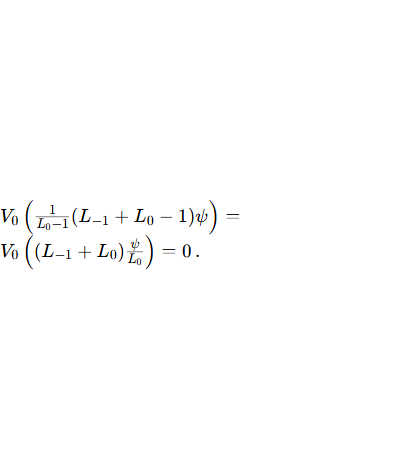 V_0 \left( \frac{1}{L_0-1} (L_{-1} + L_0 - 1)\psi \right) =
V_0 \left( (L_{-1} + L_0) \frac{\psi}{L_0} \right) = 0 .